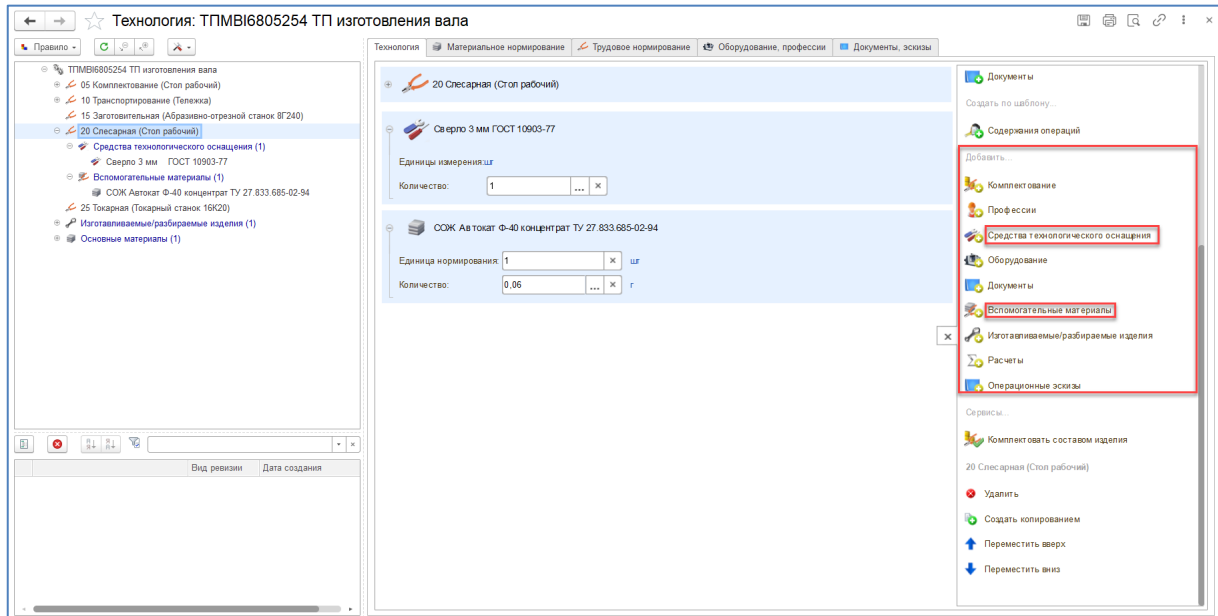 Технология: ТПМВI6805254 ТП изготовления вала
Правило
Технология
Материальное нормирование
Трудовое нормирование
Оборудование, профессии
Документы, эскизы
ТПМВI6805254 ТП изготовления вала
05 Комплектование (Стол рабочий)
10 Транспортирование (Тележка)
15 Заготовительная (Абразивно-отрезной станок 8Г240)
20 Слесарная (Стол рабочий)
Средства технологического оснащения (1)
Сверло 3 мм ГОСТ 10903-77
Вспомогательные материалы (1)
СОЖ Автокат Ф-40 концентрат ТУ 27.833.685-02-94
25 Токарная (Токарный станок 16К20)
Изготавливаемые/разбираемые изделия (1)
Основные материалы (1)
Вид ревизии
Дата создания
20 Слесарная (Стол рабочий)
Сверло 3 мм ГОСТ 10903-77
Единицы измерения:шт
Количество: 1 ...
СОЖ Автокат Ф-40 концентрат ТУ 27.833.685-02-94
Единица нормирования: 1 шт
Количество: 0,06 ... г
Документы
Создать по шаблону...
Содержания операций
Добавить...
Комплектование
Профессии
Средства технологического оснащения
Оборудование
Документы
Вспомогательные материалы
Изготавливаемые/разбираемые изделия
Расчеты
Операционные эскизы
Сервисы...
Комплектовать составом изделия
20 Слесарная (Стол рабочий)
Удалить
Создать копированием
Переместить вверх
Переместить вниз